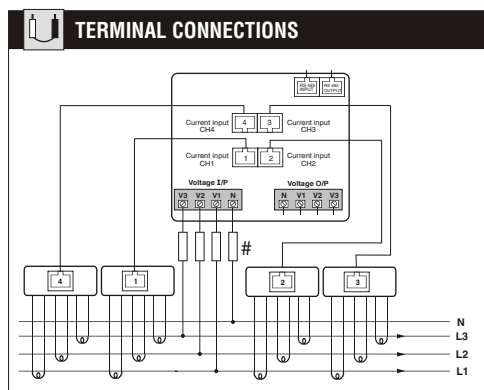 TERMINAL CONNECTIONS
RS 485 INPUT
RS 485 OUTPUT
Current input CH4
4
3
Current input CH3
Current input CH1
1
2
Current input CH2
Voltage I/P
Voltage O/P
V3 V2 V1 N
N V1 V2 V3
#
4
1
2
3
N
L3
L2
L1